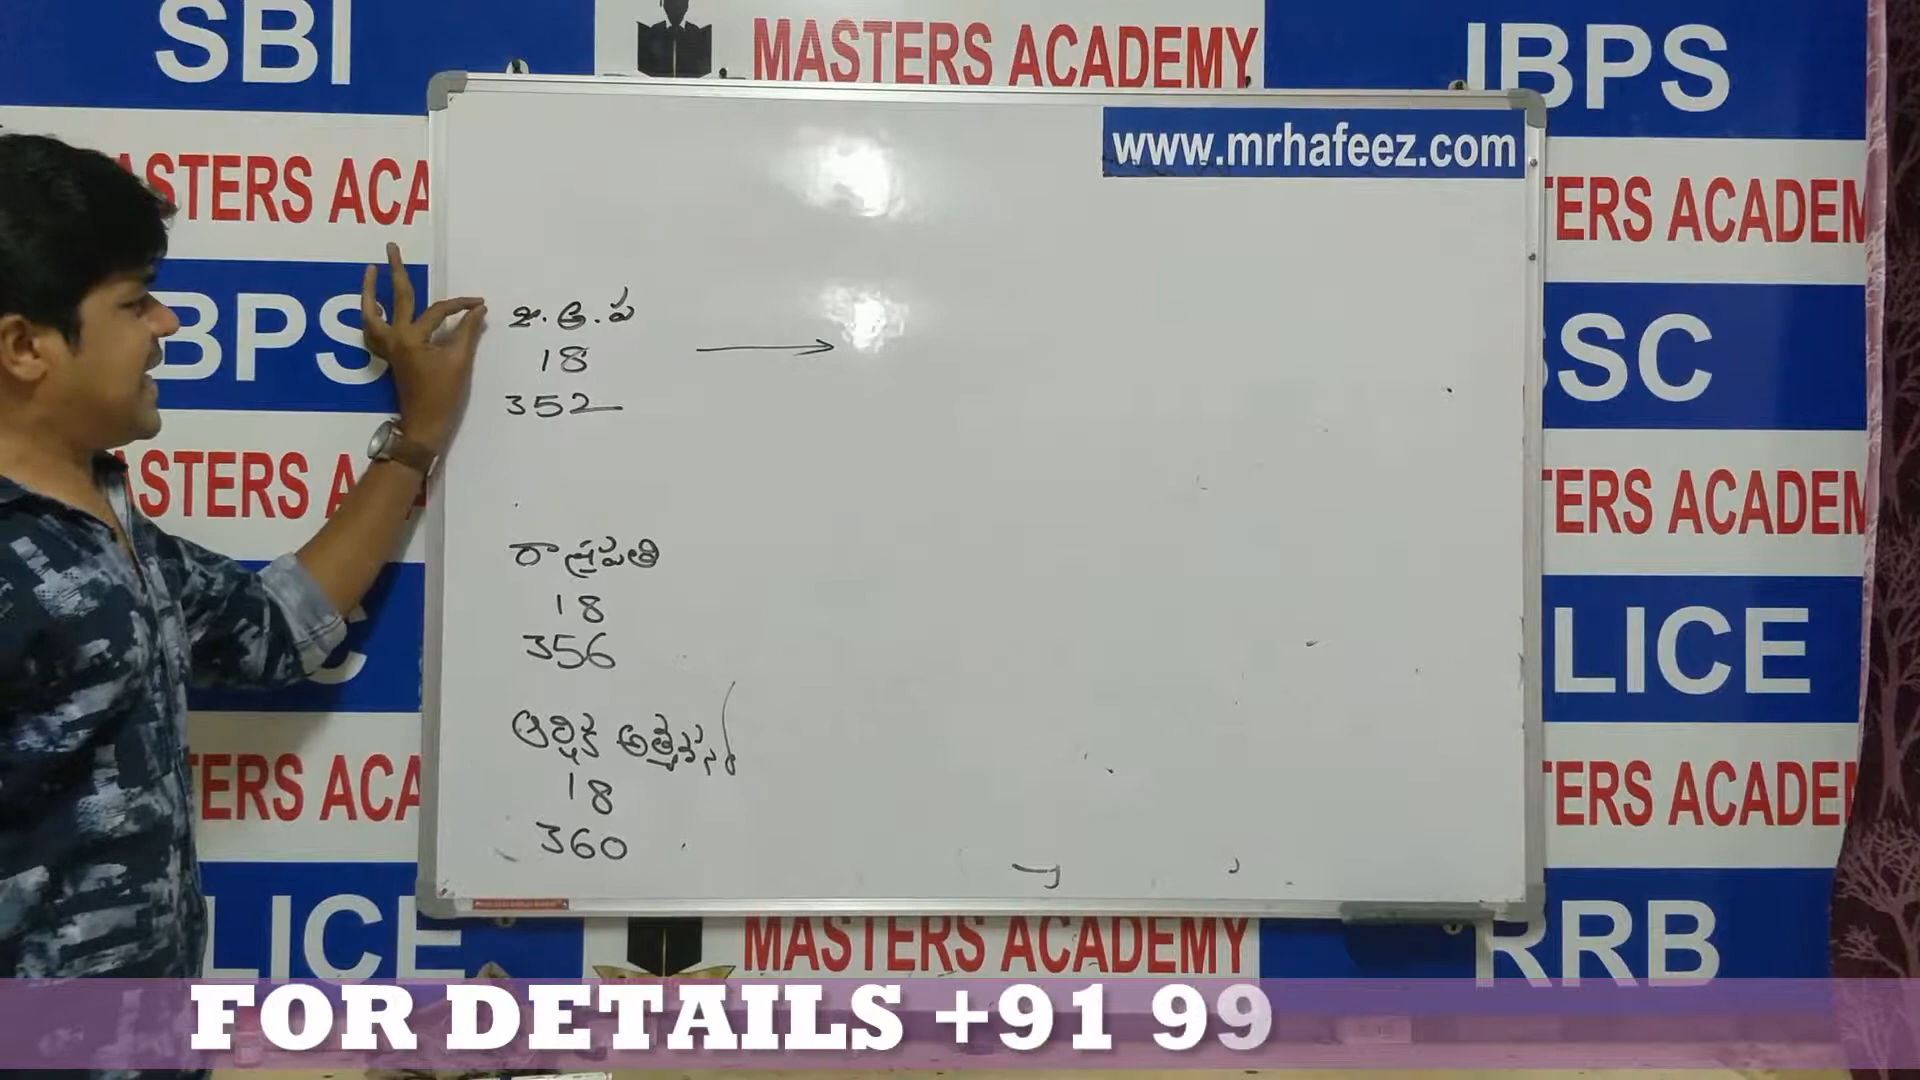 SBI
MASTERS ACADEMY
IBPS
www.mrhafeez.com
ASTERS ACA
TERS ACADEM
BPS
SSC
18
352
ASTERS A
TERS ACADEM
రాష్ట్రపతి
18
356
C
LICE
ఆర్థిక అత్యవసర
18
360
TERS ACA
TERS ACADEM
LICE
MASTERS ACADEMY
RRB
FOR DETAILS +91 99